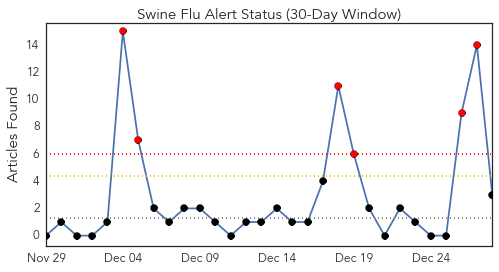 Swine Flu Alert Status (30-Day Window)
Articles Found
14
12
10
8
6
4
2
0
Nov 29 Dec 04 Dec 09 Dec 14 Dec 19 Dec 24